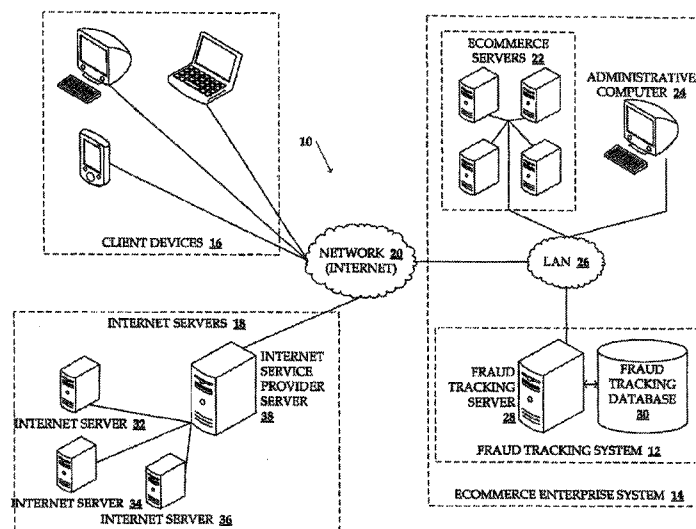 ECOMMERCE
SERVERS 22
ADMINISTRATIVE
COMPUTER 24
10
CLIENT DEVICES 16
NETWORK 20
(INTERNET)
LAN 26
INTERNET SERVERS 18
INTERNET
SERVICE
PROVIDER
SERVER
38
INTERNET SERVER 32
INTERNET SERVER 34
INTERNET SERVER 36
FRAUD
TRACKING
SERVER
28
FRAUD
TRACKING
DATABASE
30
FRAUD TRACKING SYSTEM 12
ECOMMERCE ENTERPRISE SYSTEM 14